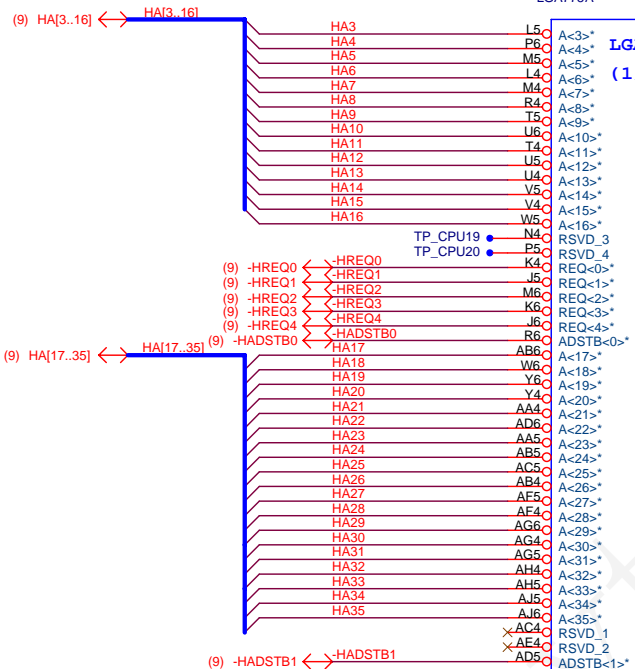 LGA775A
(9) HA[3..16] HA[3..16]
HA3 L5 A<3>*
HA4 P6 A<4>* LGA
HA5 M5 A<5>*
HA6 L4 A<6>* (1
HA7 M4 A<7>*
HA8 R4 A<8>*
HA9 T5 A<9>*
HA10 U6 A<10>*
HA11 T4 A<11>*
HA12 U5 A<12>*
HA13 U4 A<13>*
HA14 V5 A<14>*
HA15 V4 A<15>*
HA16 W5 A<16>*
TP_CPU19 N4 RSVD_3
TP_CPU20 P5 RSVD_4
(9) -HREQ0 -HREQ0 K4 REQ<0>*
(9) -HREQ1 -HREQ1 J5 REQ<1>*
(9) -HREQ2 -HREQ2 M6 REQ<2>*
(9) -HREQ3 -HREQ3 K6 REQ<3>*
(9) -HREQ4 -HREQ4 J6 REQ<4>*
(9) -HADSTB0 -HADSTB0 R6 ADSTB<0>*
(9) HA[17..35] HA[17..35] HA17 AB6 A<17>*
HA18 W6 A<18>*
HA19 Y6 A<19>*
HA20 Y4 A<20>*
HA21 AA4 A<21>*
HA22 AD6 A<22>*
HA23 AA5 A<23>*
HA24 AB5 A<24>*
HA25 AC5 A<25>*
HA26 AB4 A<26>*
HA27 AF5 A<27>*
HA28 AF4 A<28>*
HA29 AG6 A<29>*
HA30 AG4 A<30>*
HA31 AG5 A<31>*
HA32 AH4 A<32>*
HA33 AH5 A<33>*
HA34 AJ5 A<34>*
HA35 AJ6 A<35>*
AC4 RSVD_1
AE4 RSVD_2
(9) -HADSTB1 -HADSTB1 AD5 ADSTB<1>*